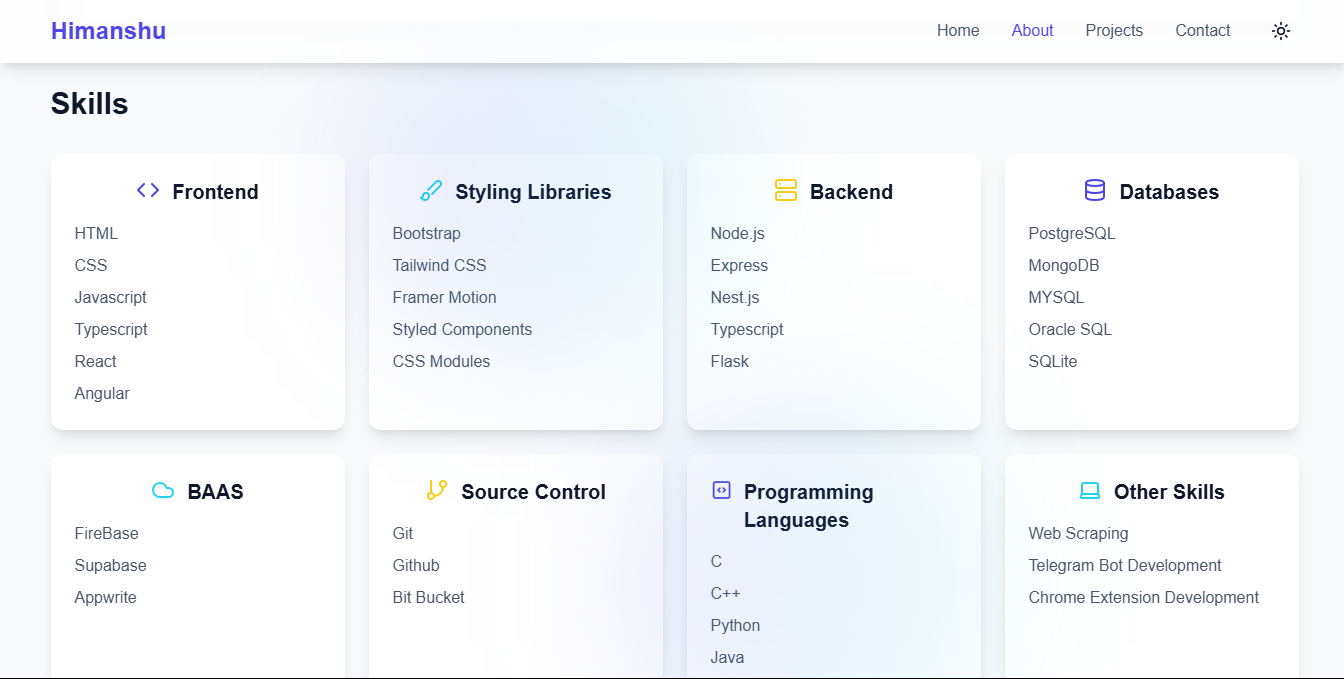 Himanshu
Home About Projects Contact
Skills
Frontend
HTML
CSS
Javascript
Typescript
React
Angular
Styling Libraries
Bootstrap
Tailwind CSS
Framer Motion
Styled Components
CSS Modules
Backend
Node.js
Express
Nest.js
Typescript
Flask
Databases
PostgreSQL
MongoDB
MYSQL
Oracle SQL
SQLite
BAAS
FireBase
Supabase
Appwrite
Source Control
Git
Github
Bit Bucket
Programming
Languages
C
C++
Python
Java
Other Skills
Web Scraping
Telegram Bot Development
Chrome Extension Development